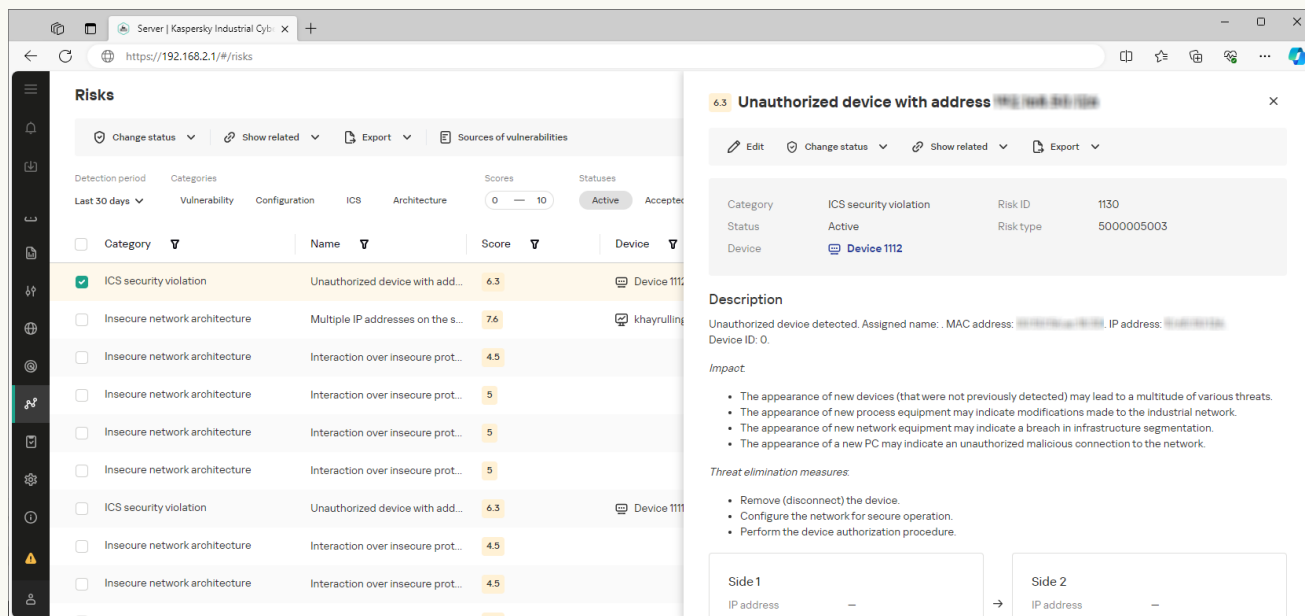 Server | Kaspersky Industrial Cyb
https://192.168.2.1/#/risks
Risks
Change status
Show related
Export
Sources of vulnerabilities
Detection period
Categories
Scores
Statuses
Last 30 days
Vulnerability
Configuration
ICS
Architecture
0 — 10
Active
Accepted
Category
Name
Score
Device
ICS security violation
Unauthorized device with add...
6.3
Device 1112
Insecure network architecture
Multiple IP addresses on the s...
7.6
khayrulling
Insecure network architecture
Interaction over insecure prot...
4.5
Insecure network architecture
Interaction over insecure prot...
5
Insecure network architecture
Interaction over insecure prot...
5
Insecure network architecture
Interaction over insecure prot...
5
ICS security violation
Unauthorized device with add...
6.3
Device 1111
Insecure network architecture
Interaction over insecure prot...
4.5
Insecure network architecture
Interaction over insecure prot...
4.5
6.3 Unauthorized device with address
Edit
Change status
Show related
Export
Category ICS security violation Risk ID 1130
Status Active Risk type 5000005003
Device Device 1112
Description
Unauthorized device detected. Assigned name: . MAC address: . IP address:
Device ID: 0.
Impact:
• The appearance of new devices (that were not previously detected) may lead to a multitude of various threats.
• The appearance of new process equipment may indicate modifications made to the industrial network.
• The appearance of new network equipment may indicate a breach in infrastructure segmentation.
• The appearance of a new PC may indicate an unauthorized malicious connection to the network.
Threat elimination measures:
• Remove (disconnect) the device.
• Configure the network for secure operation.
• Perform the device authorization procedure.
Side 1
IP address —
Side 2
IP address —